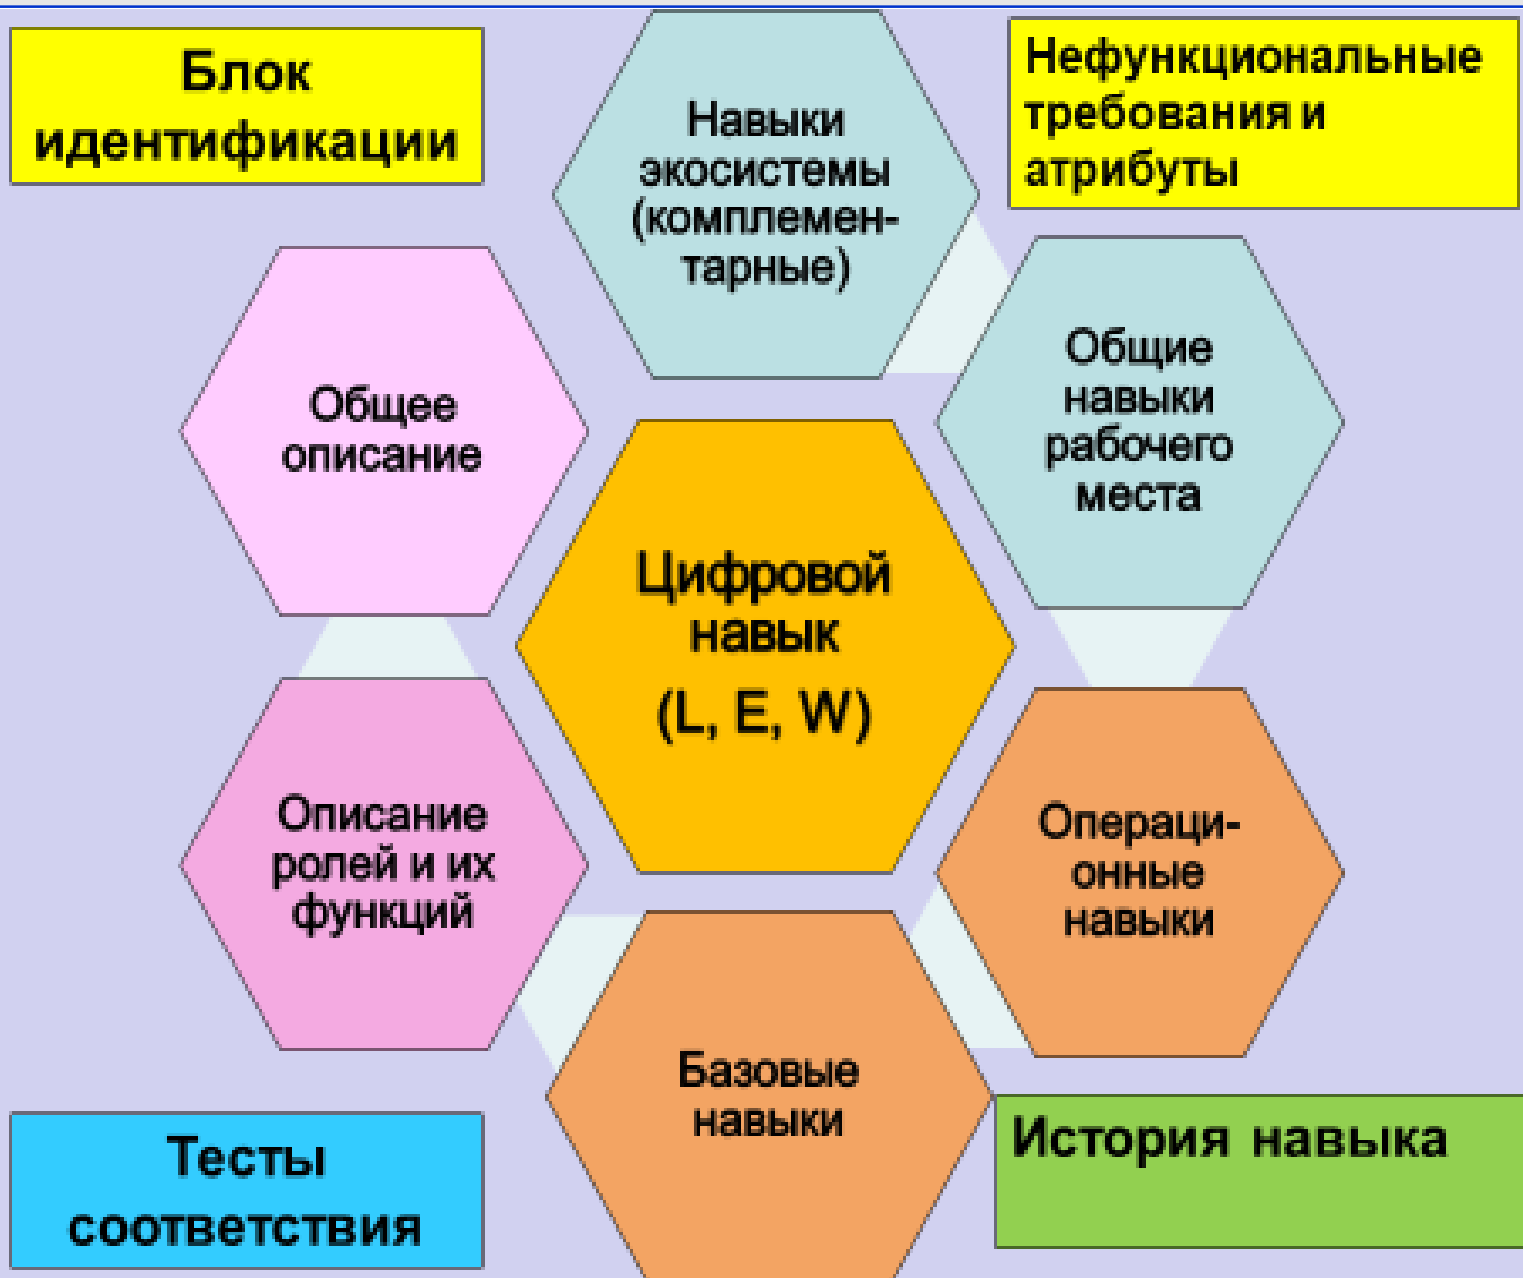 Блок
идентификации
Нефункциональные
требования и
атрибуты
Навыки
экосистемы
(комплемен-
тарные)
Общее
описание
Общие
навыки
рабочего
места
Цифровой
навык
(L, E, W)
Описание
ролей и их
функций
Операци-
онные
навыки
Базовые
навыки
Тесты
соответствия
История навыка